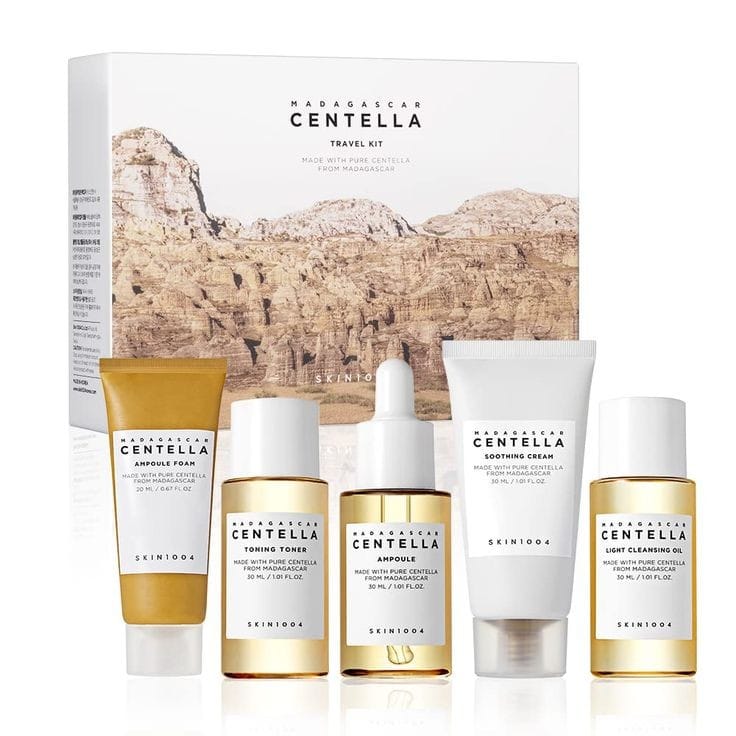 MADAGASCAR
CENTELLA
TRAVEL KIT
MADE WITH PURE CENTELLA
FROM MADAGASCAR
SKIN1004
MADAGASCAR
CENTELLA
AMPOULE FOAM
MADE WITH PURE CENTELLA
FROM MADAGASCAR
20 ML / 0.67 FL.OZ.
SKIN1004
MADAGASCAR
CENTELLA
TONING TONER
MADE WITH PURE CENTELLA
FROM MADAGASCAR
30 ML / 1.01 FL.OZ.
SKIN1004
MADAGASCAR
CENTELLA
AMPOULE
MADE WITH PURE CENTELLA
FROM MADAGASCAR
30 ML / 1.01 FL.OZ.
SKIN1004
MADAGASCAR
CENTELLA
SOOTHING CREAM
MADE WITH PURE CENTELLA
FROM MADAGASCAR
30 ML / 1.01 FL.OZ.
SKIN1004
MADAGASCAR
CENTELLA
LIGHT CLEANSING OIL
MADE WITH PURE CENTELLA
FROM MADAGASCAR
30 ML / 1.01 FL.OZ.
SKIN1004